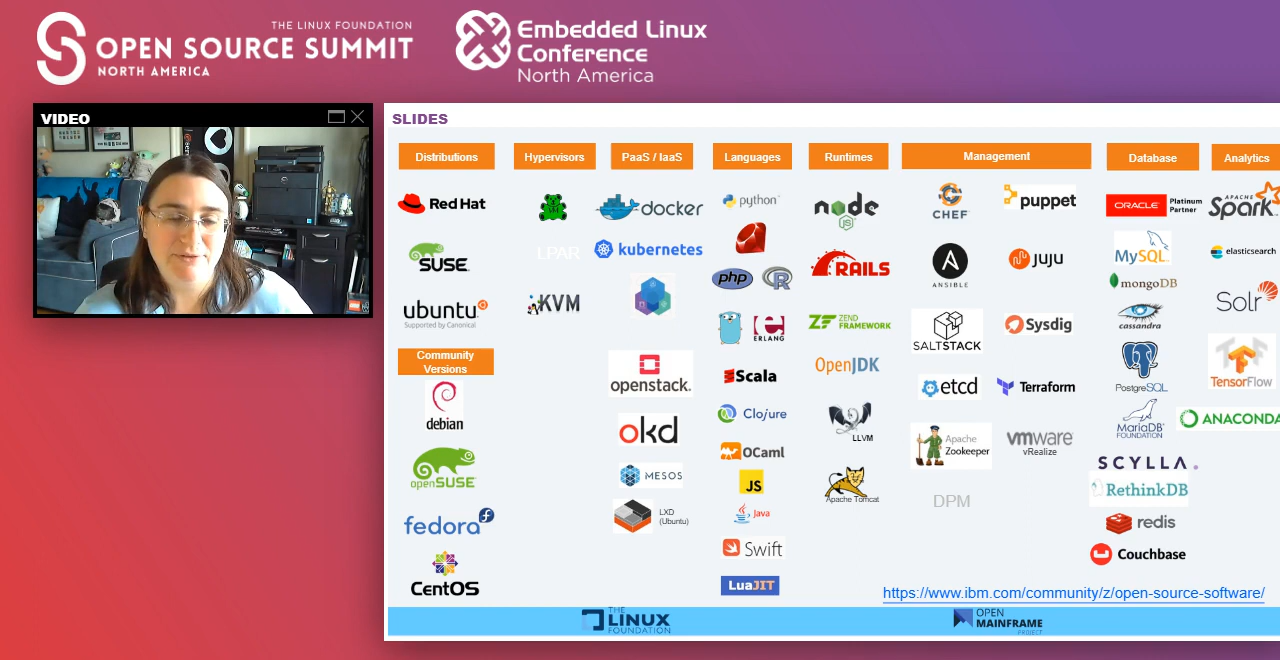 THE LINUX FOUNDATION
OPEN SOURCE SUMMIT
NORTH AMERICA
Embedded Linux
Conference
North America
VIDEO
SLIDES
Distributions
Hypervisors
PaaS / IaaS
Languages
Runtimes
Management
Database
Analytics
Red Hat
SUSE
ubuntu
Supported by Canonical
Community
Versions
debian
openSUSE
fedora
CentOS
LPAR
KVM
docker
kubernetes
openstack.
okd
MESOS
LXD
(Ubuntu)
python
php
R
ERLANG
Scala
Clojure
OCaml
JS
Java
Swift
LuaJIT
node
JS
RAILS
ZEND
FRAMEWORK
OpenJDK
LLVM
Apache Tomcat
CHEF
ANSIBLE
SALTSTACK
etcd
Apache
Zookeeper
DPM
puppet
JUJU
Sysdig
Terraform
vmware
vRealize
ORACLE
Platinum
Partner
MySQL
mongoDB
cassandra
PostgreSQL
MariaDB
FOUNDATION
SCYLLA.
RethinkDB
redis
Couchbase
APACHE
Spark
elasticsearch
Solr
TensorFlow
ANACONDA
https://www.ibm.com/community/z/open-source-software/
THE
LINUX
FOUNDATION
OPEN
MAINFRAME
PROJECT